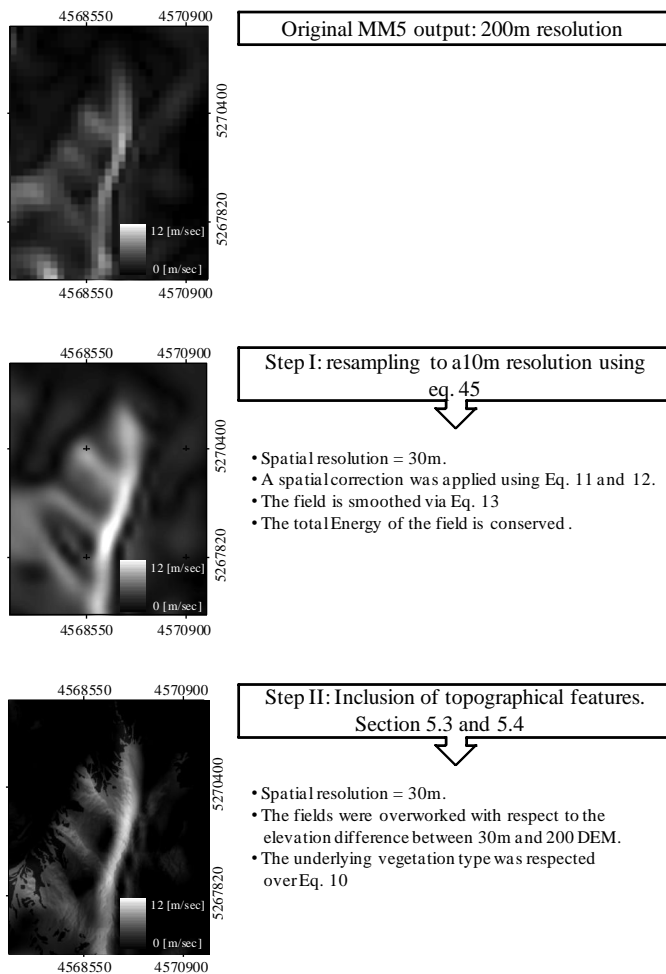 4568550 4570900
Original MM5 output: 200m resolution
5270400
5267820
12 [m/sec]
0 [m/sec]
4568550 4570900
4568550 4570900
Step I: resampling to a10m resolution using
eq. 45
5270400
• Spatial resolution = 30m.
• A spatial correction was applied using Eq. 11 and 12.
• The field is smoothed via Eq. 13
• The total Energy of the field is conserved .
5267820
12 [m/sec]
0 [m/sec]
4568550 4570900
4568550 4570900
Step II: Inclusion of topographical features.
Section 5.3 and 5.4
5270400
• Spatial resolution = 30m.
• The fields were overworked with respect to the
elevation difference between 30m and 200 DEM.
• The underlying vegetation type was respected
over Eq. 10
5267820
12 [m/sec]
0 [m/sec]
4568550 4570900